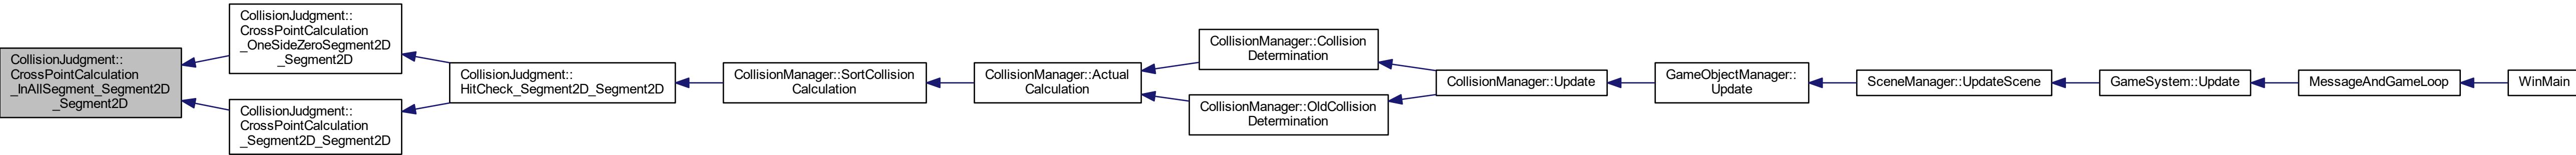 CollisionJudgment::
CrossPointCalculation
_InAllSegment_Segment2D
_Segment2D
CollisionJudgment::
CrossPointCalculation
_OneSideZeroSegment2D
_Segment2D
CollisionJudgment::
CrossPointCalculation
_Segment2D_Segment2D
CollisionJudgment::
HitCheck_Segment2D_Segment2D
CollisionManager::SortCollision
Calculation
CollisionManager::Actual
Calculation
CollisionManager::Collision
Determination
CollisionManager::OldCollision
Determination
CollisionManager::Update
GameObjectManager::
Update
SceneManager::UpdateScene
GameSystem::Update
MessageAndGameLoop
WinMain